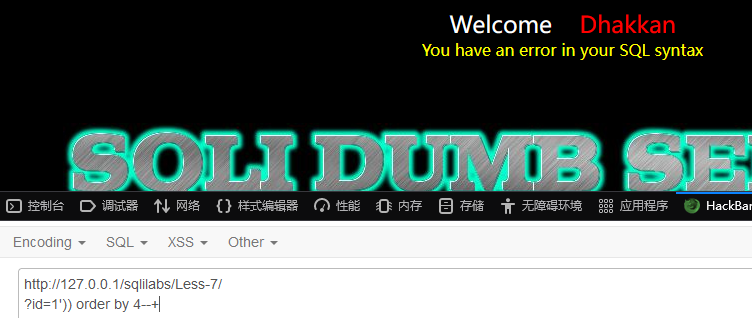 Welcome Dhakkan
You have an error in your SQL syntax
SQLI DUMB SE
控制台 调试器 网络 样式编辑器 性能 内存 存储 无障碍环境 应用程序 HackBar
Encoding SQL XSS Other
http://127.0.0.1/sqlilabs/Less-7/
?id=1')) order by 4--+